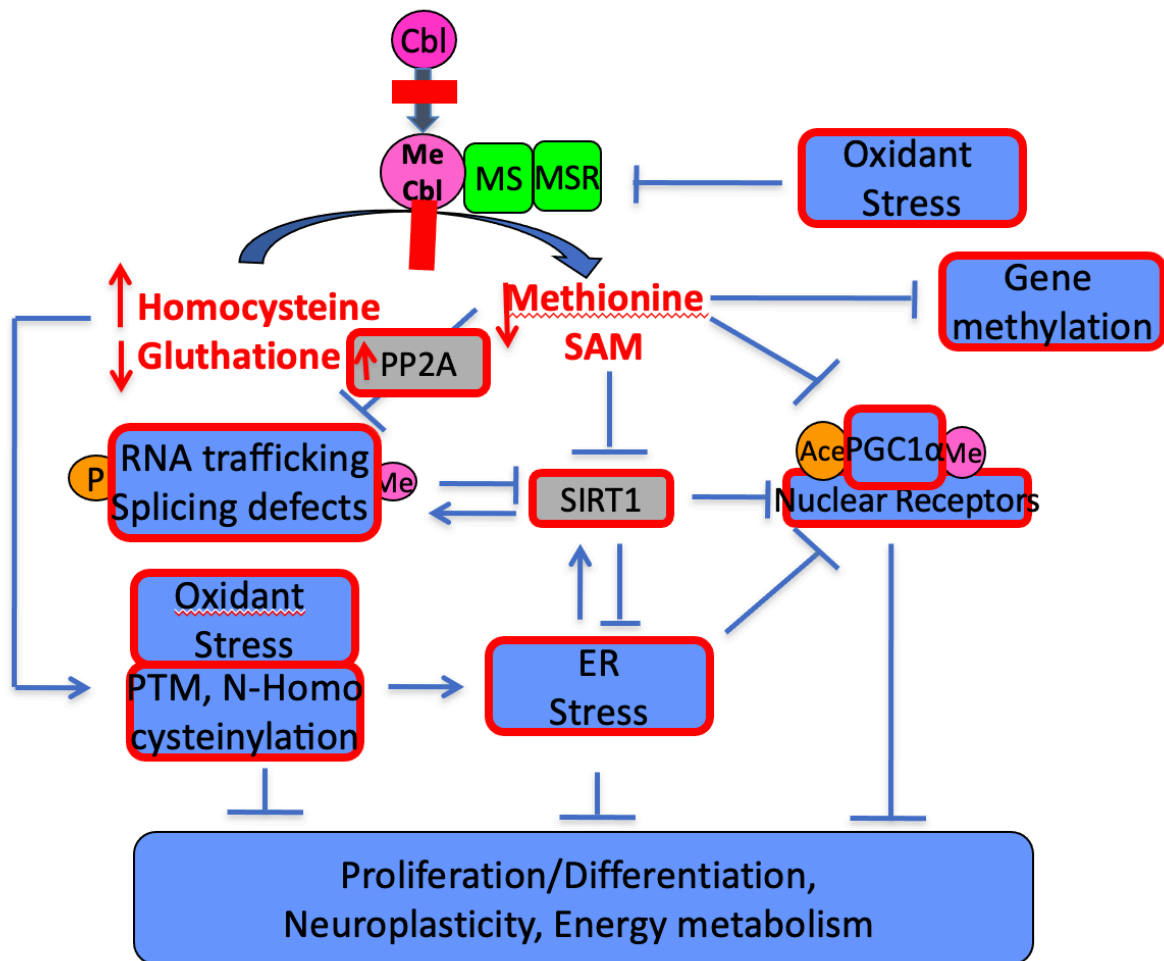 Cbl
Me
Cbl
MS
MSR
Oxidant
Stress
Homocysteine
Gluthatione
Methionine
SAM
Gene
methylation
PP2A
P
RNA trafficking
Splicing defects
Me
SIRT1
Ace
PGC1α
Me
Nuclear Receptors
Oxidant
Stress
PTM, N-Homo
cysteinylation
ER
Stress
Proliferation/Differentiation,
Neuroplasticity, Energy metabolism